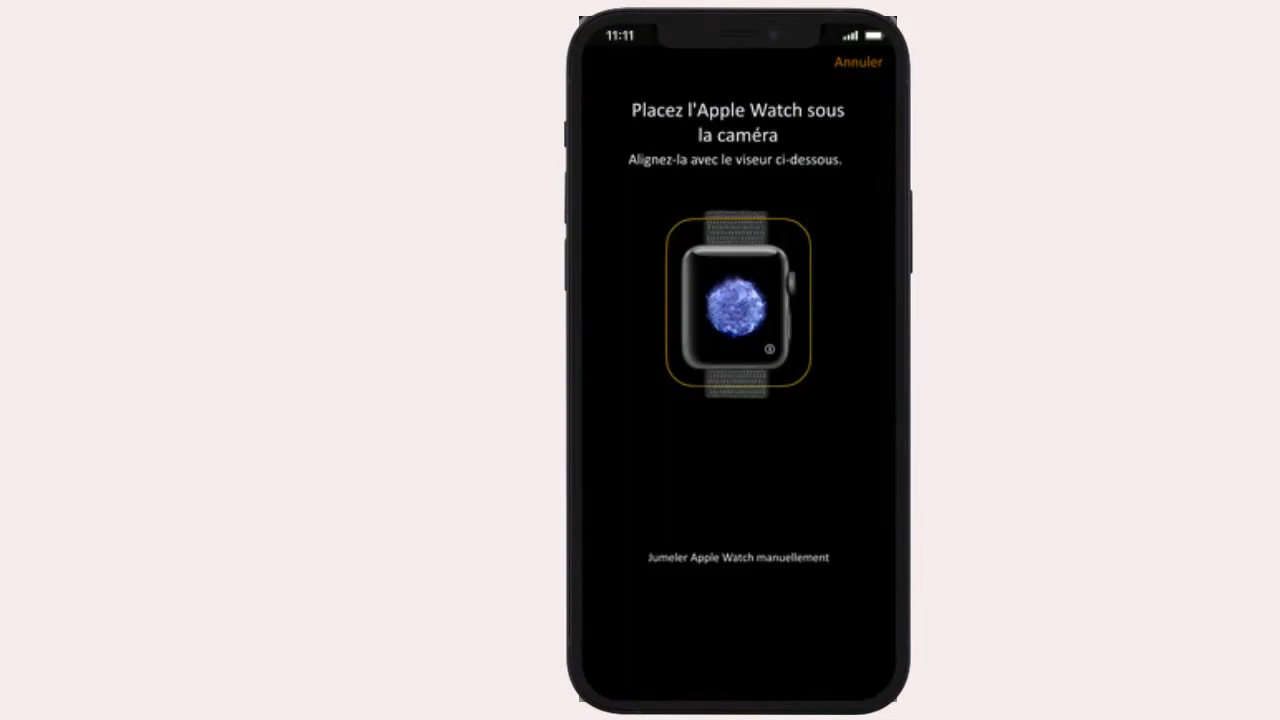 11:11
Annuler
Placez l'Apple Watch sous
la caméra
Alignez-la avec le viseur ci-dessous.
Jumeler Apple Watch manuellement